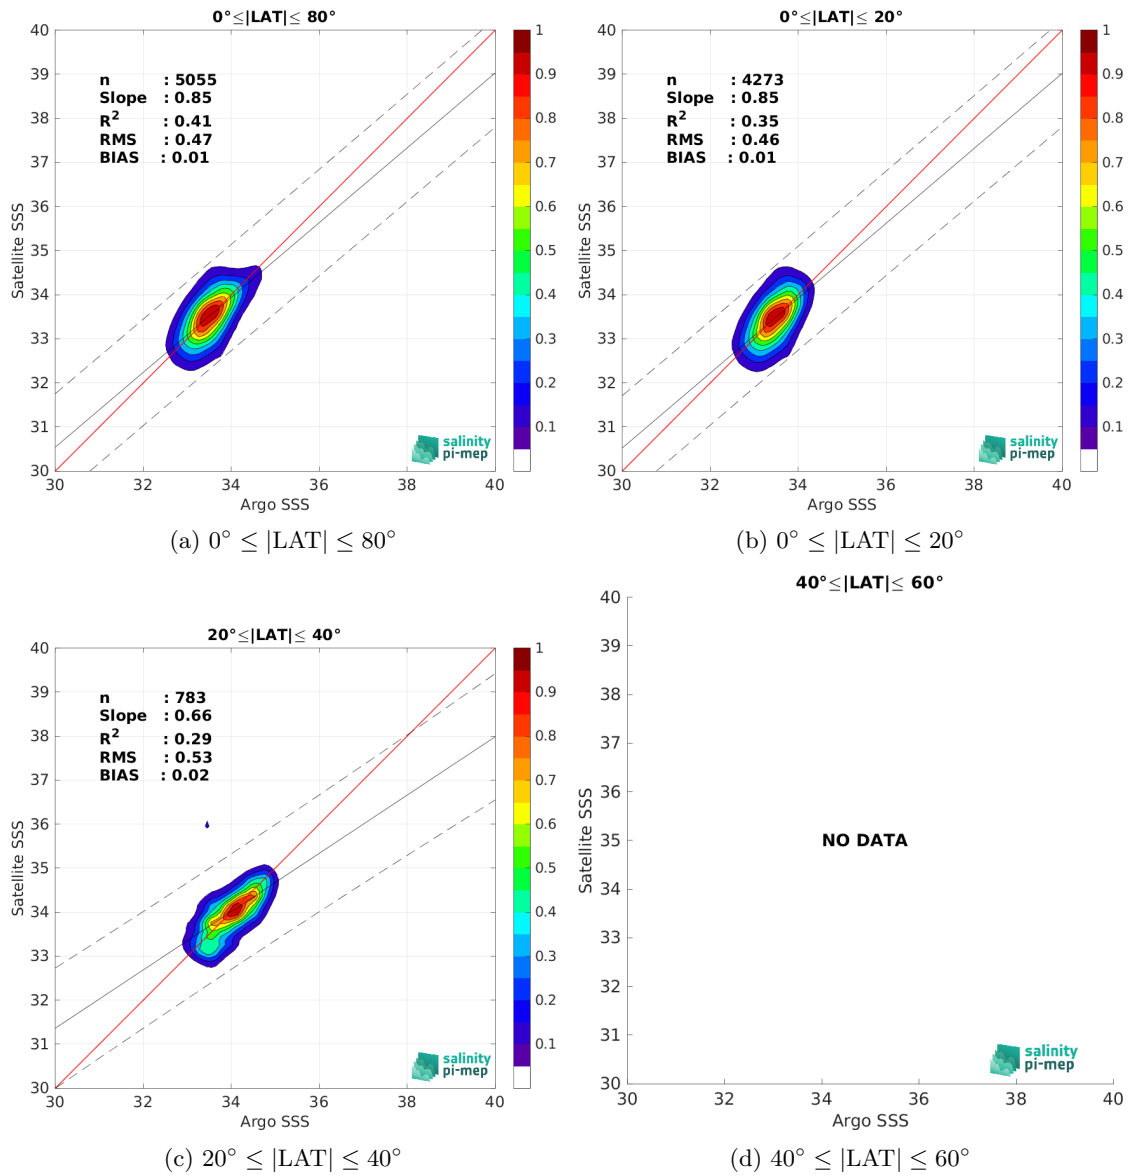 0°≤|LAT|≤ 80°
40
39
38
37
36
35
34
33
32
31
30
Satellite SSS
n : 5055
Slope : 0.85
R² : 0.41
RMS : 0.47
BIAS : 0.01
salinity
pi-mep
30 32 34 36 38 40
Argo SSS
1
0.9
0.8
0.7
0.6
0.5
0.4
0.3
0.2
0.1
(a) 0° ≤ |LAT| ≤ 80°
0°≤|LAT|≤ 20°
40
39
38
37
36
35
34
33
32
31
30
Satellite SSS
n : 4273
Slope : 0.85
R² : 0.35
RMS : 0.46
BIAS : 0.01
salinity
pi-mep
30 32 34 36 38 40
Argo SSS
1
0.9
0.8
0.7
0.6
0.5
0.4
0.3
0.2
0.1
(b) 0° ≤ |LAT| ≤ 20°
20°≤|LAT|≤ 40°
40
39
38
37
36
35
34
33
32
31
30
Satellite SSS
n : 783
Slope : 0.66
R² : 0.29
RMS : 0.53
BIAS : 0.02
salinity
pi-mep
30 32 34 36 38 40
Argo SSS
1
0.9
0.8
0.7
0.6
0.5
0.4
0.3
0.2
0.1
(c) 20° ≤ |LAT| ≤ 40°
40°≤|LAT|≤ 60°
40
39
38
37
36
35
34
33
32
31
30
Satellite SSS
NO DATA
salinity
pi-mep
30 32 34 36 38 40
Argo SSS
(d) 40° ≤ |LAT| ≤ 60°